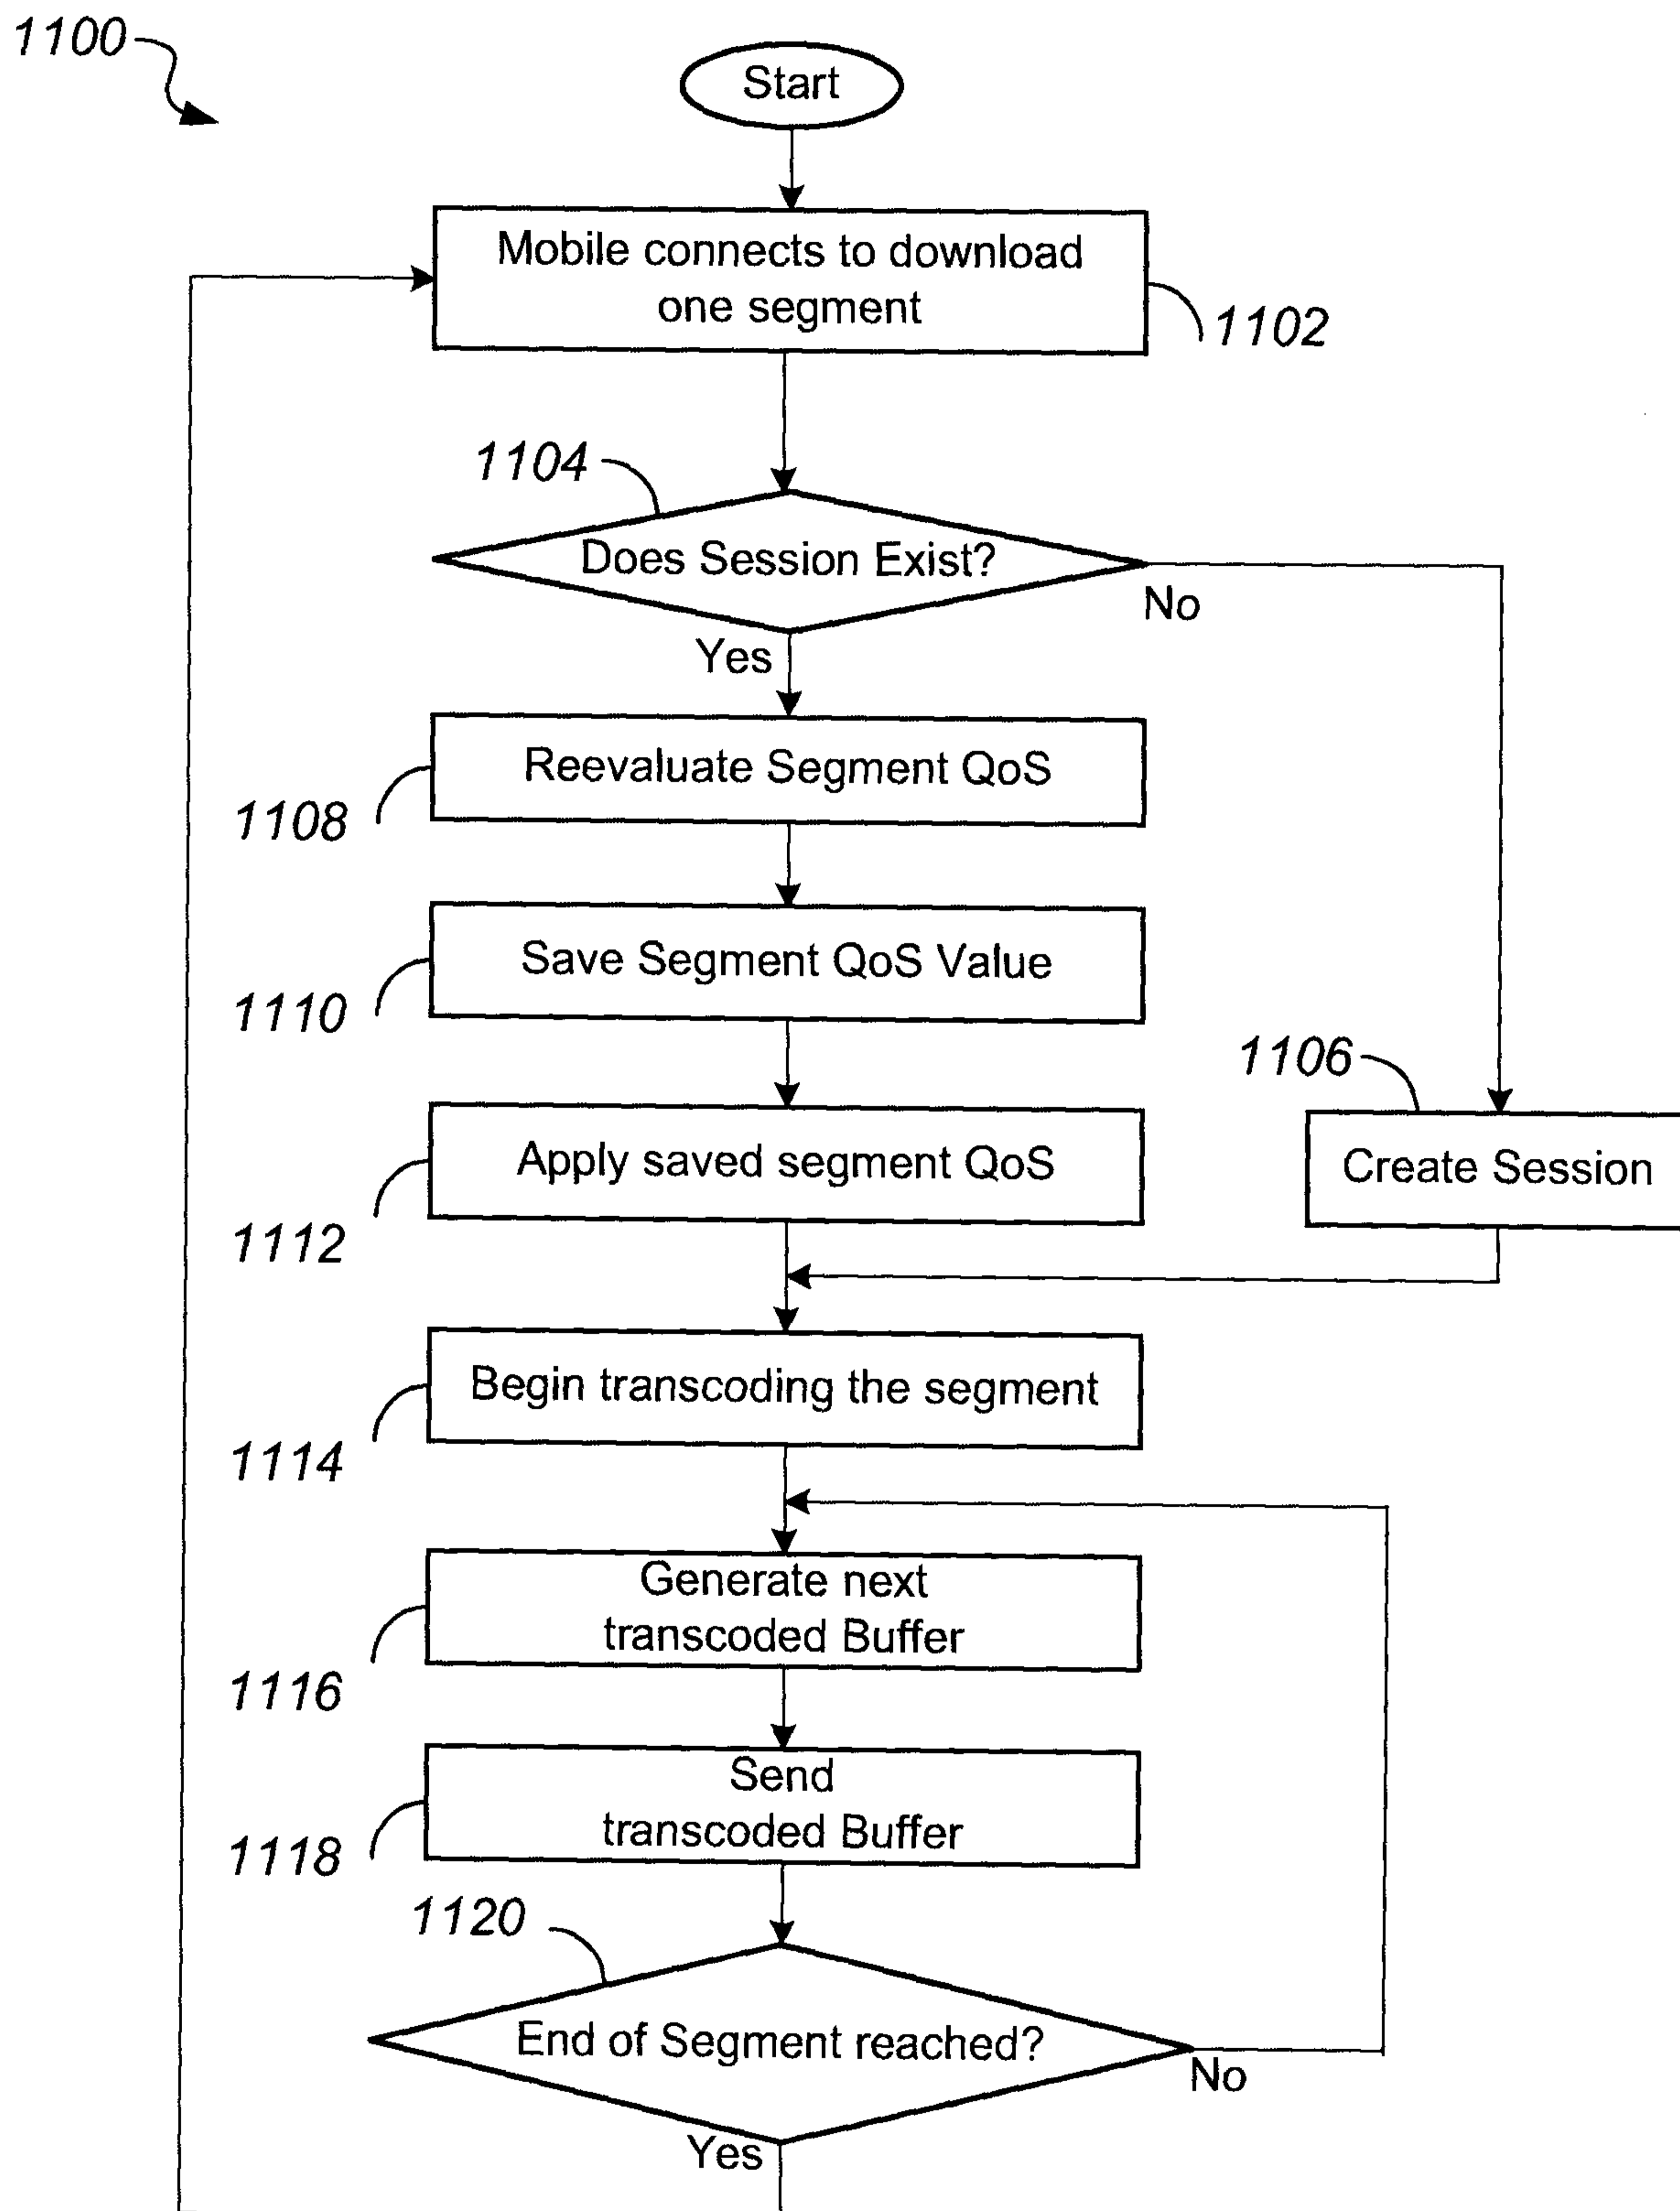 1100
Start
Mobile connects to download
one segment
1102
1104
Does Session Exist?
No
Yes
Reevaluate Segment QoS
1108
Save Segment QoS Value
1110
1106
Apply saved segment QoS
Create Session
1112
Begin transcoding the segment
1114
Generate next
transcoded Buffer
1116
Send
transcoded Buffer
1118
1120
End of Segment reached?
No
Yes